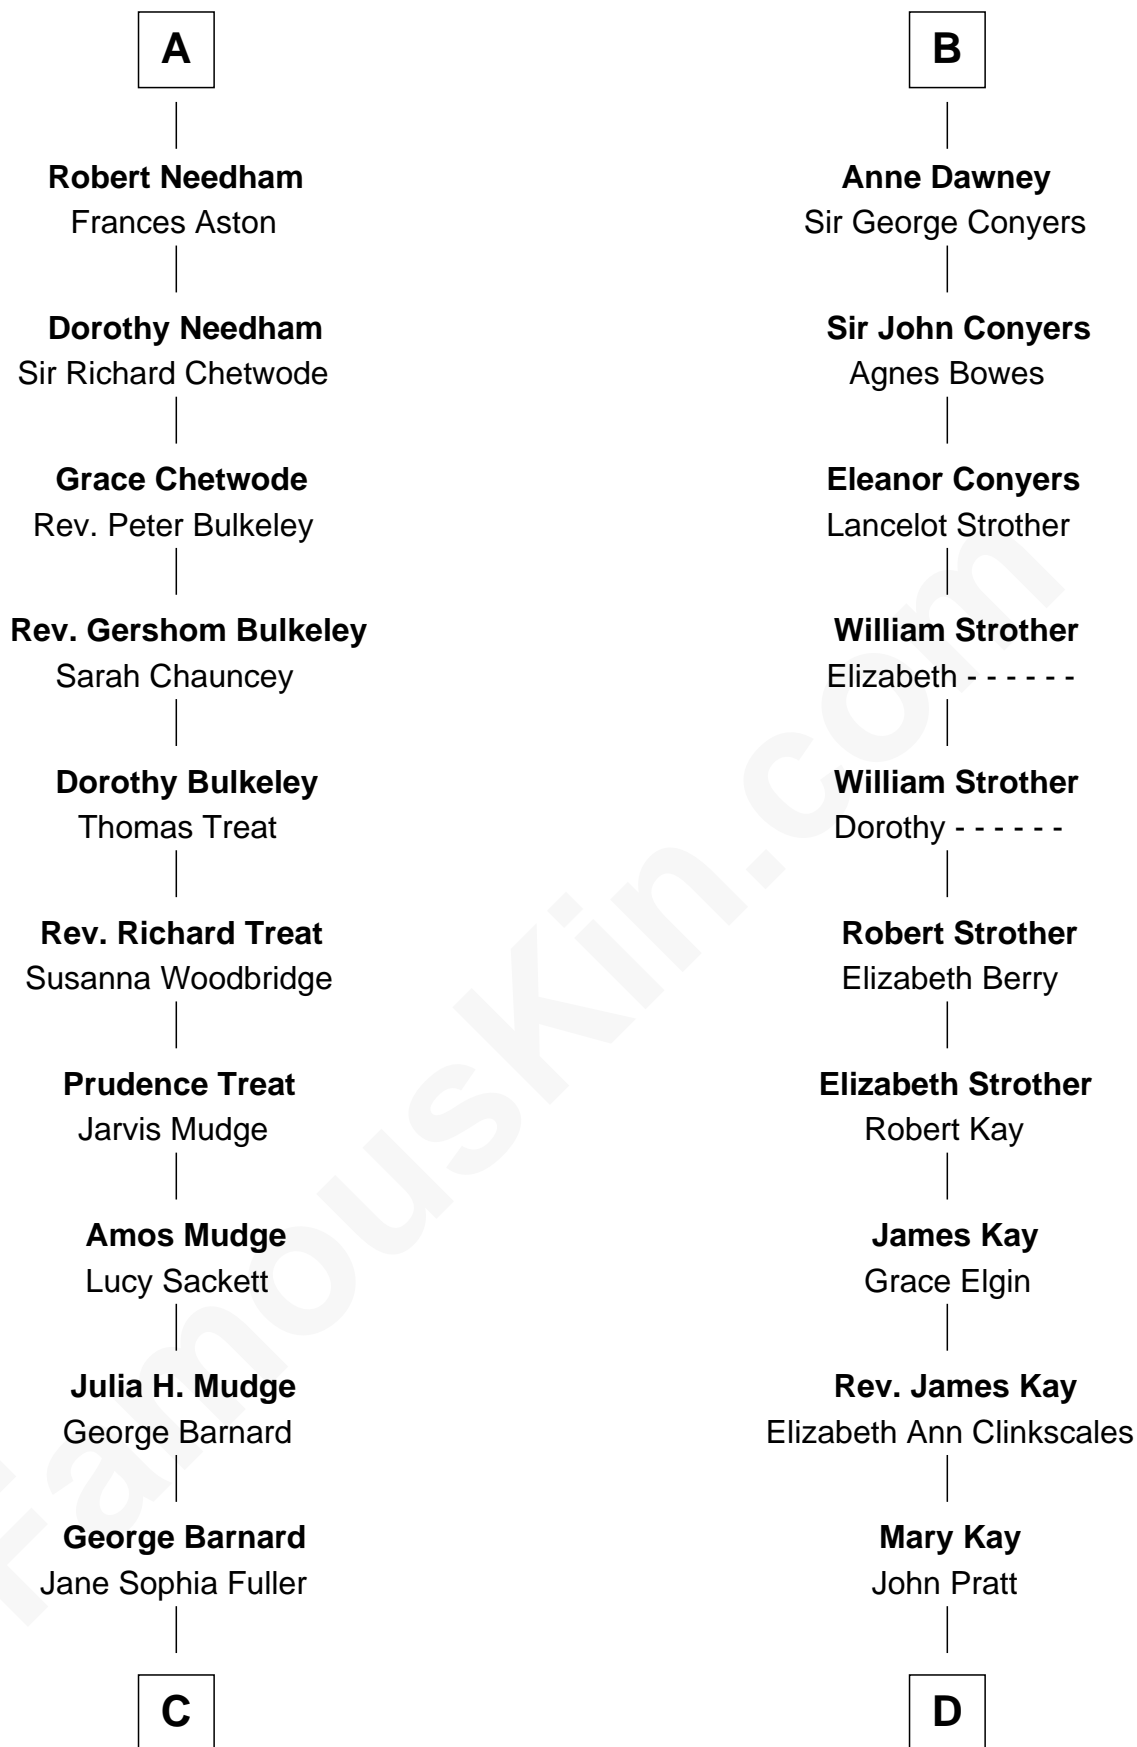 A
Robert Needham
Frances Aston
Dorothy Needham
Sir Richard Chetwode
Grace Chetwode
Rev. Peter Bulkeley
Rev. Gershom Bulkeley
Sarah Chauncey
Dorothy Bulkeley
Thomas Treat
Rev. Richard Treat
Susanna Woodbridge
Prudence Treat
Jarvis Mudge
Amos Mudge
Lucy Sackett
Julia H. Mudge
George Barnard
George Barnard
Jane Sophia Fuller
C
B
Anne Dawney
Sir George Conyers
Sir John Conyers
Agnes Bowes
Eleanor Conyers
Lancelot Strother
William Strother
Elizabeth - - - - - -
William Strother
Dorothy - - - - - -
Robert Strother
Elizabeth Berry
Elizabeth Strother
Robert Kay
James Kay
Grace Elgin
Rev. James Kay
Elizabeth Ann Clinkscales
Mary Kay
John Pratt
D
FamousKin.com